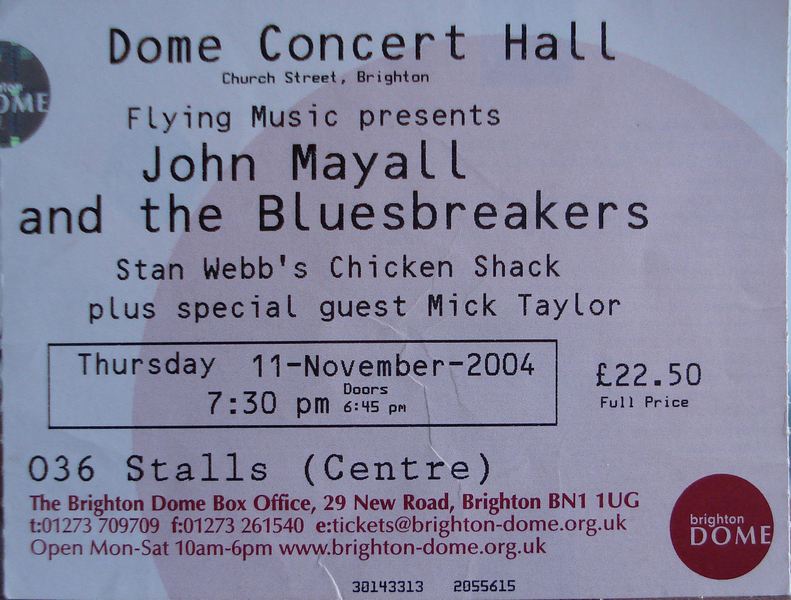 Dome Concert Hall
Church Street, Brighton
Flying Music presents
John Mayall
and the Bluesbreakers
Stan Webb's Chicken Shack
plus special guest Mick Taylor
Thursday 11-November-2004
7:30 pm Doors 6:45 pm
£22.50
Full Price
O36 Stalls (Centre)
The Brighton Dome Box Office, 29 New Road, Brighton BN1 1UG
t:01273 709709 f:01273 261540 e:tickets@brighton-dome.org.uk
Open Mon-Sat 10am-6pm www.brighton-dome.org.uk
brighton
DOME
30143313 2055615